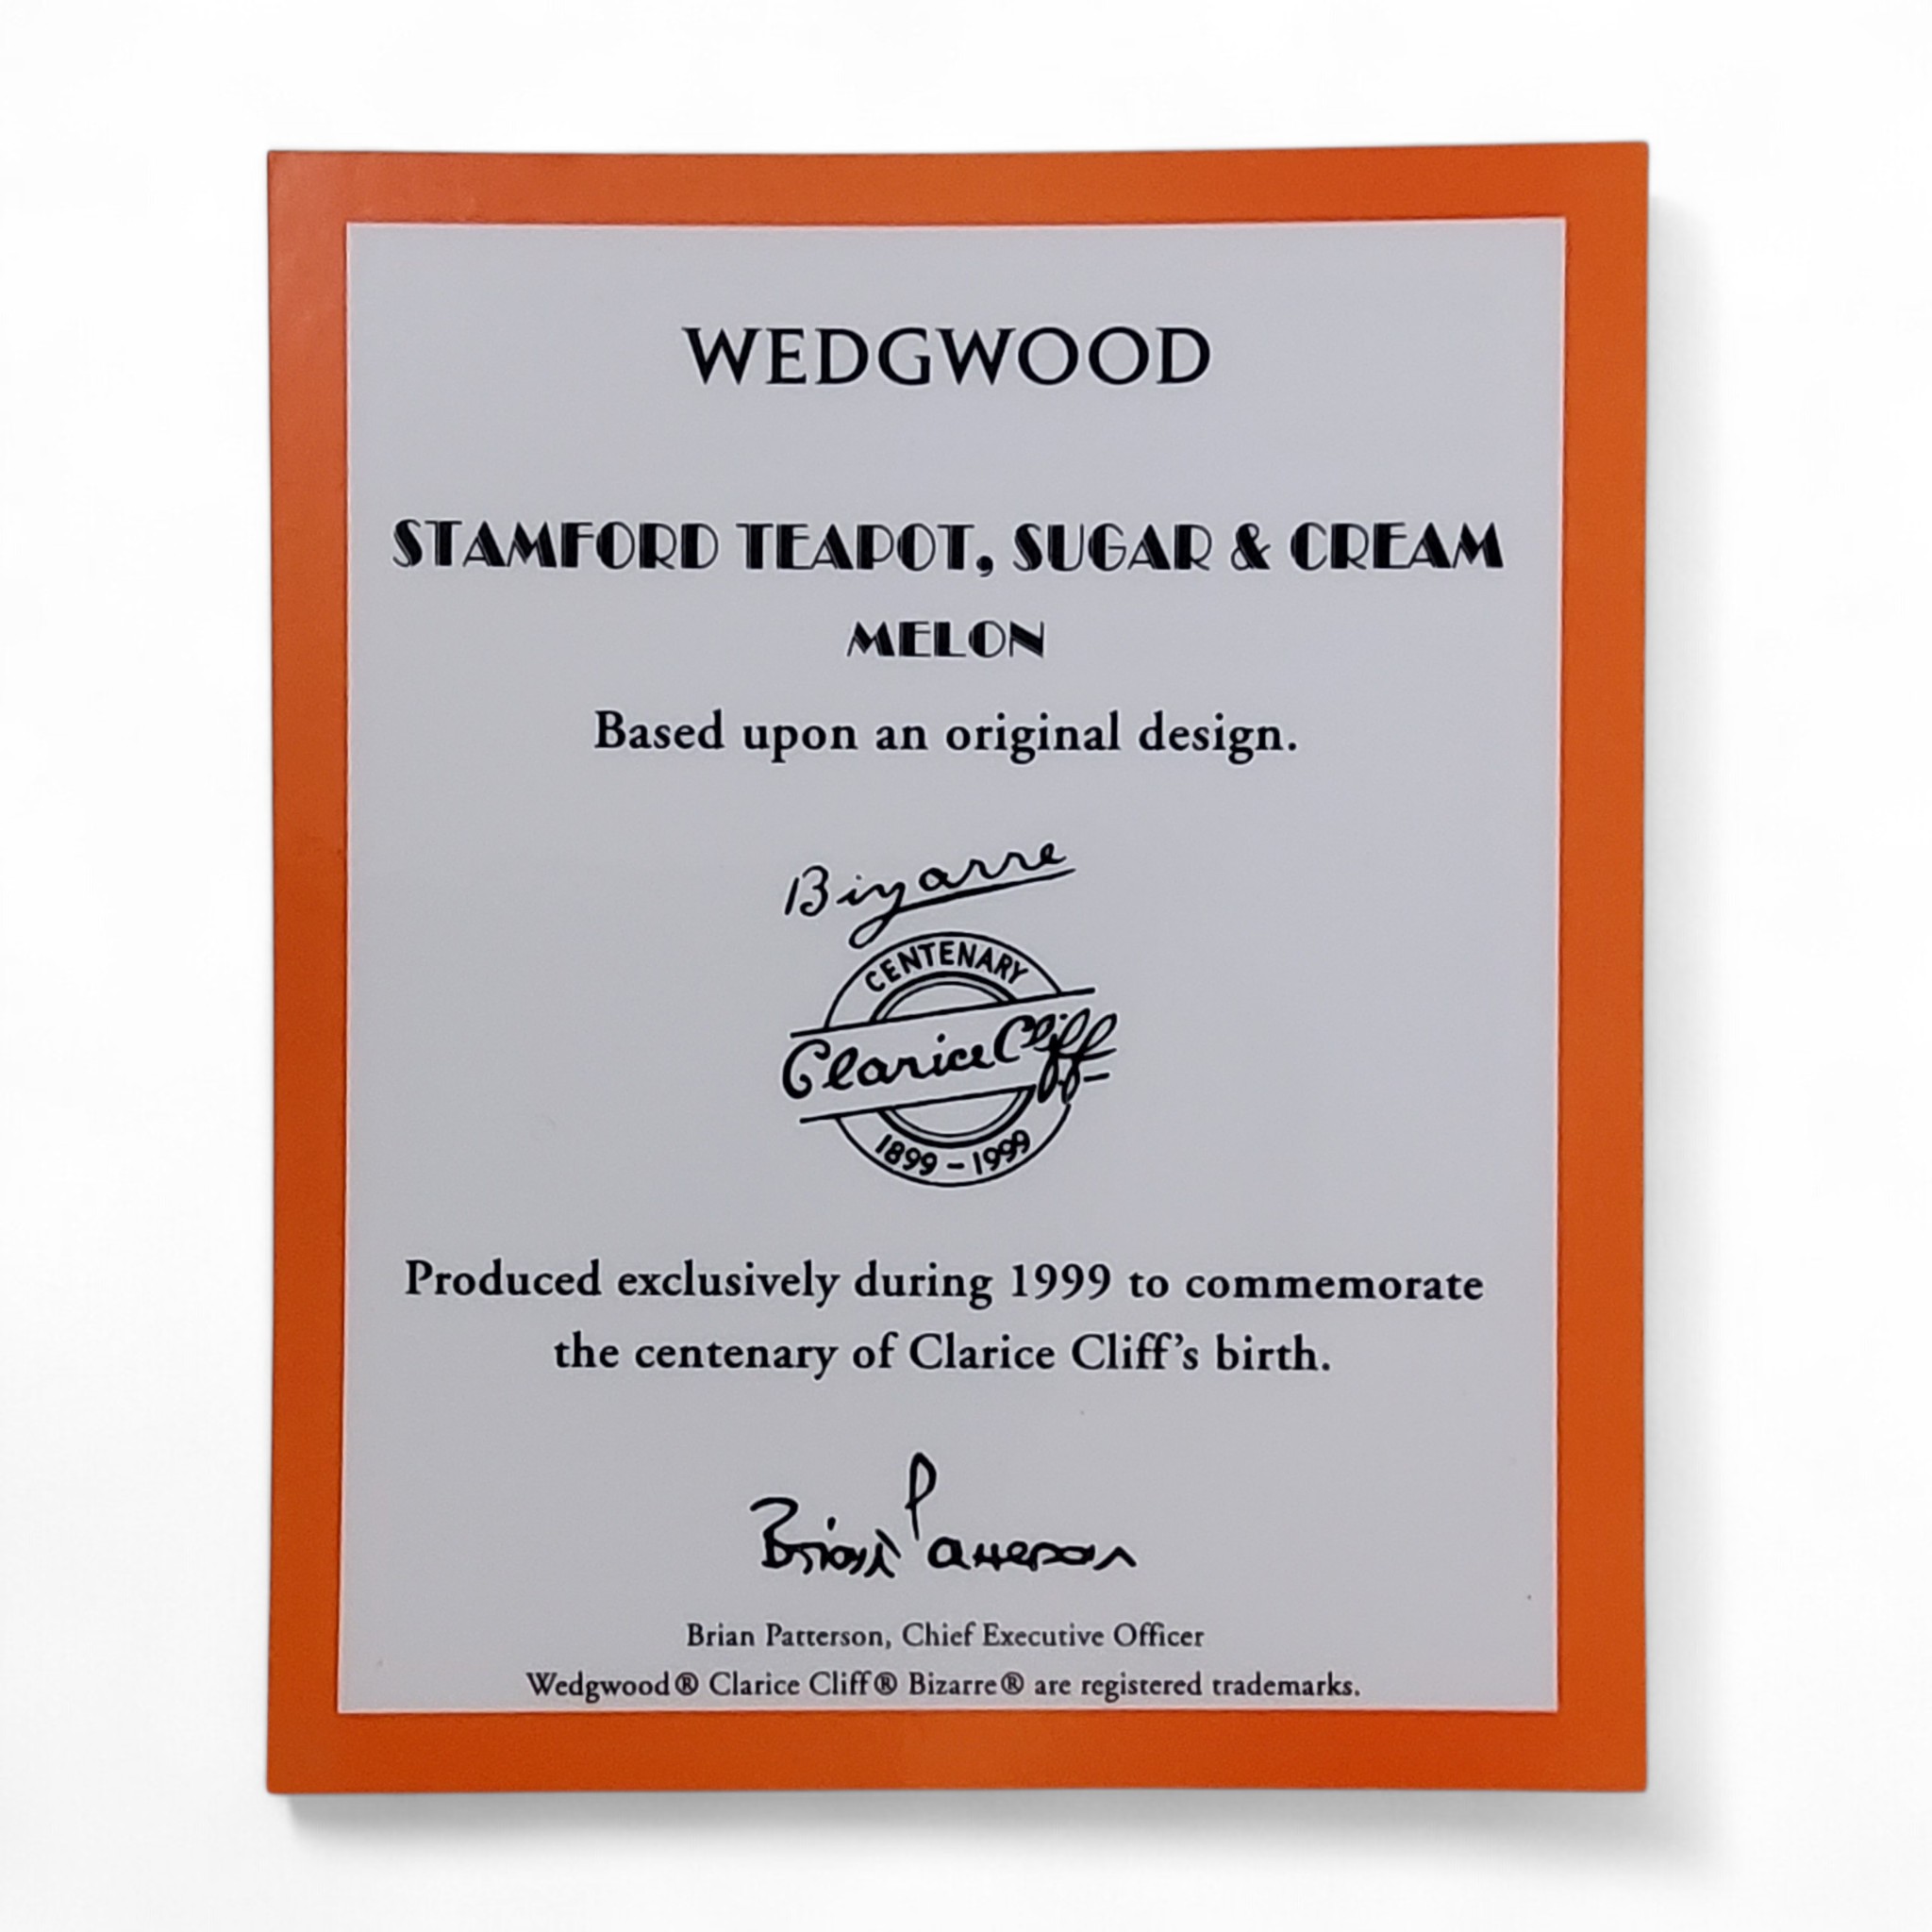 WEDGWOOD
STAMFORD TEAPOT, SUGAR & CREAM
MELON
Based upon an original design.
Bizarre
CENTENARY
Clarice Cliff
1899 - 1999
Produced exclusively during 1999 to commemorate
the centenary of Clarice Cliff's birth.
Brian Patterson
Brian Patterson, Chief Executive Officer
Wedgwood® Clarice Cliff® Bizarre® are registered trademarks.